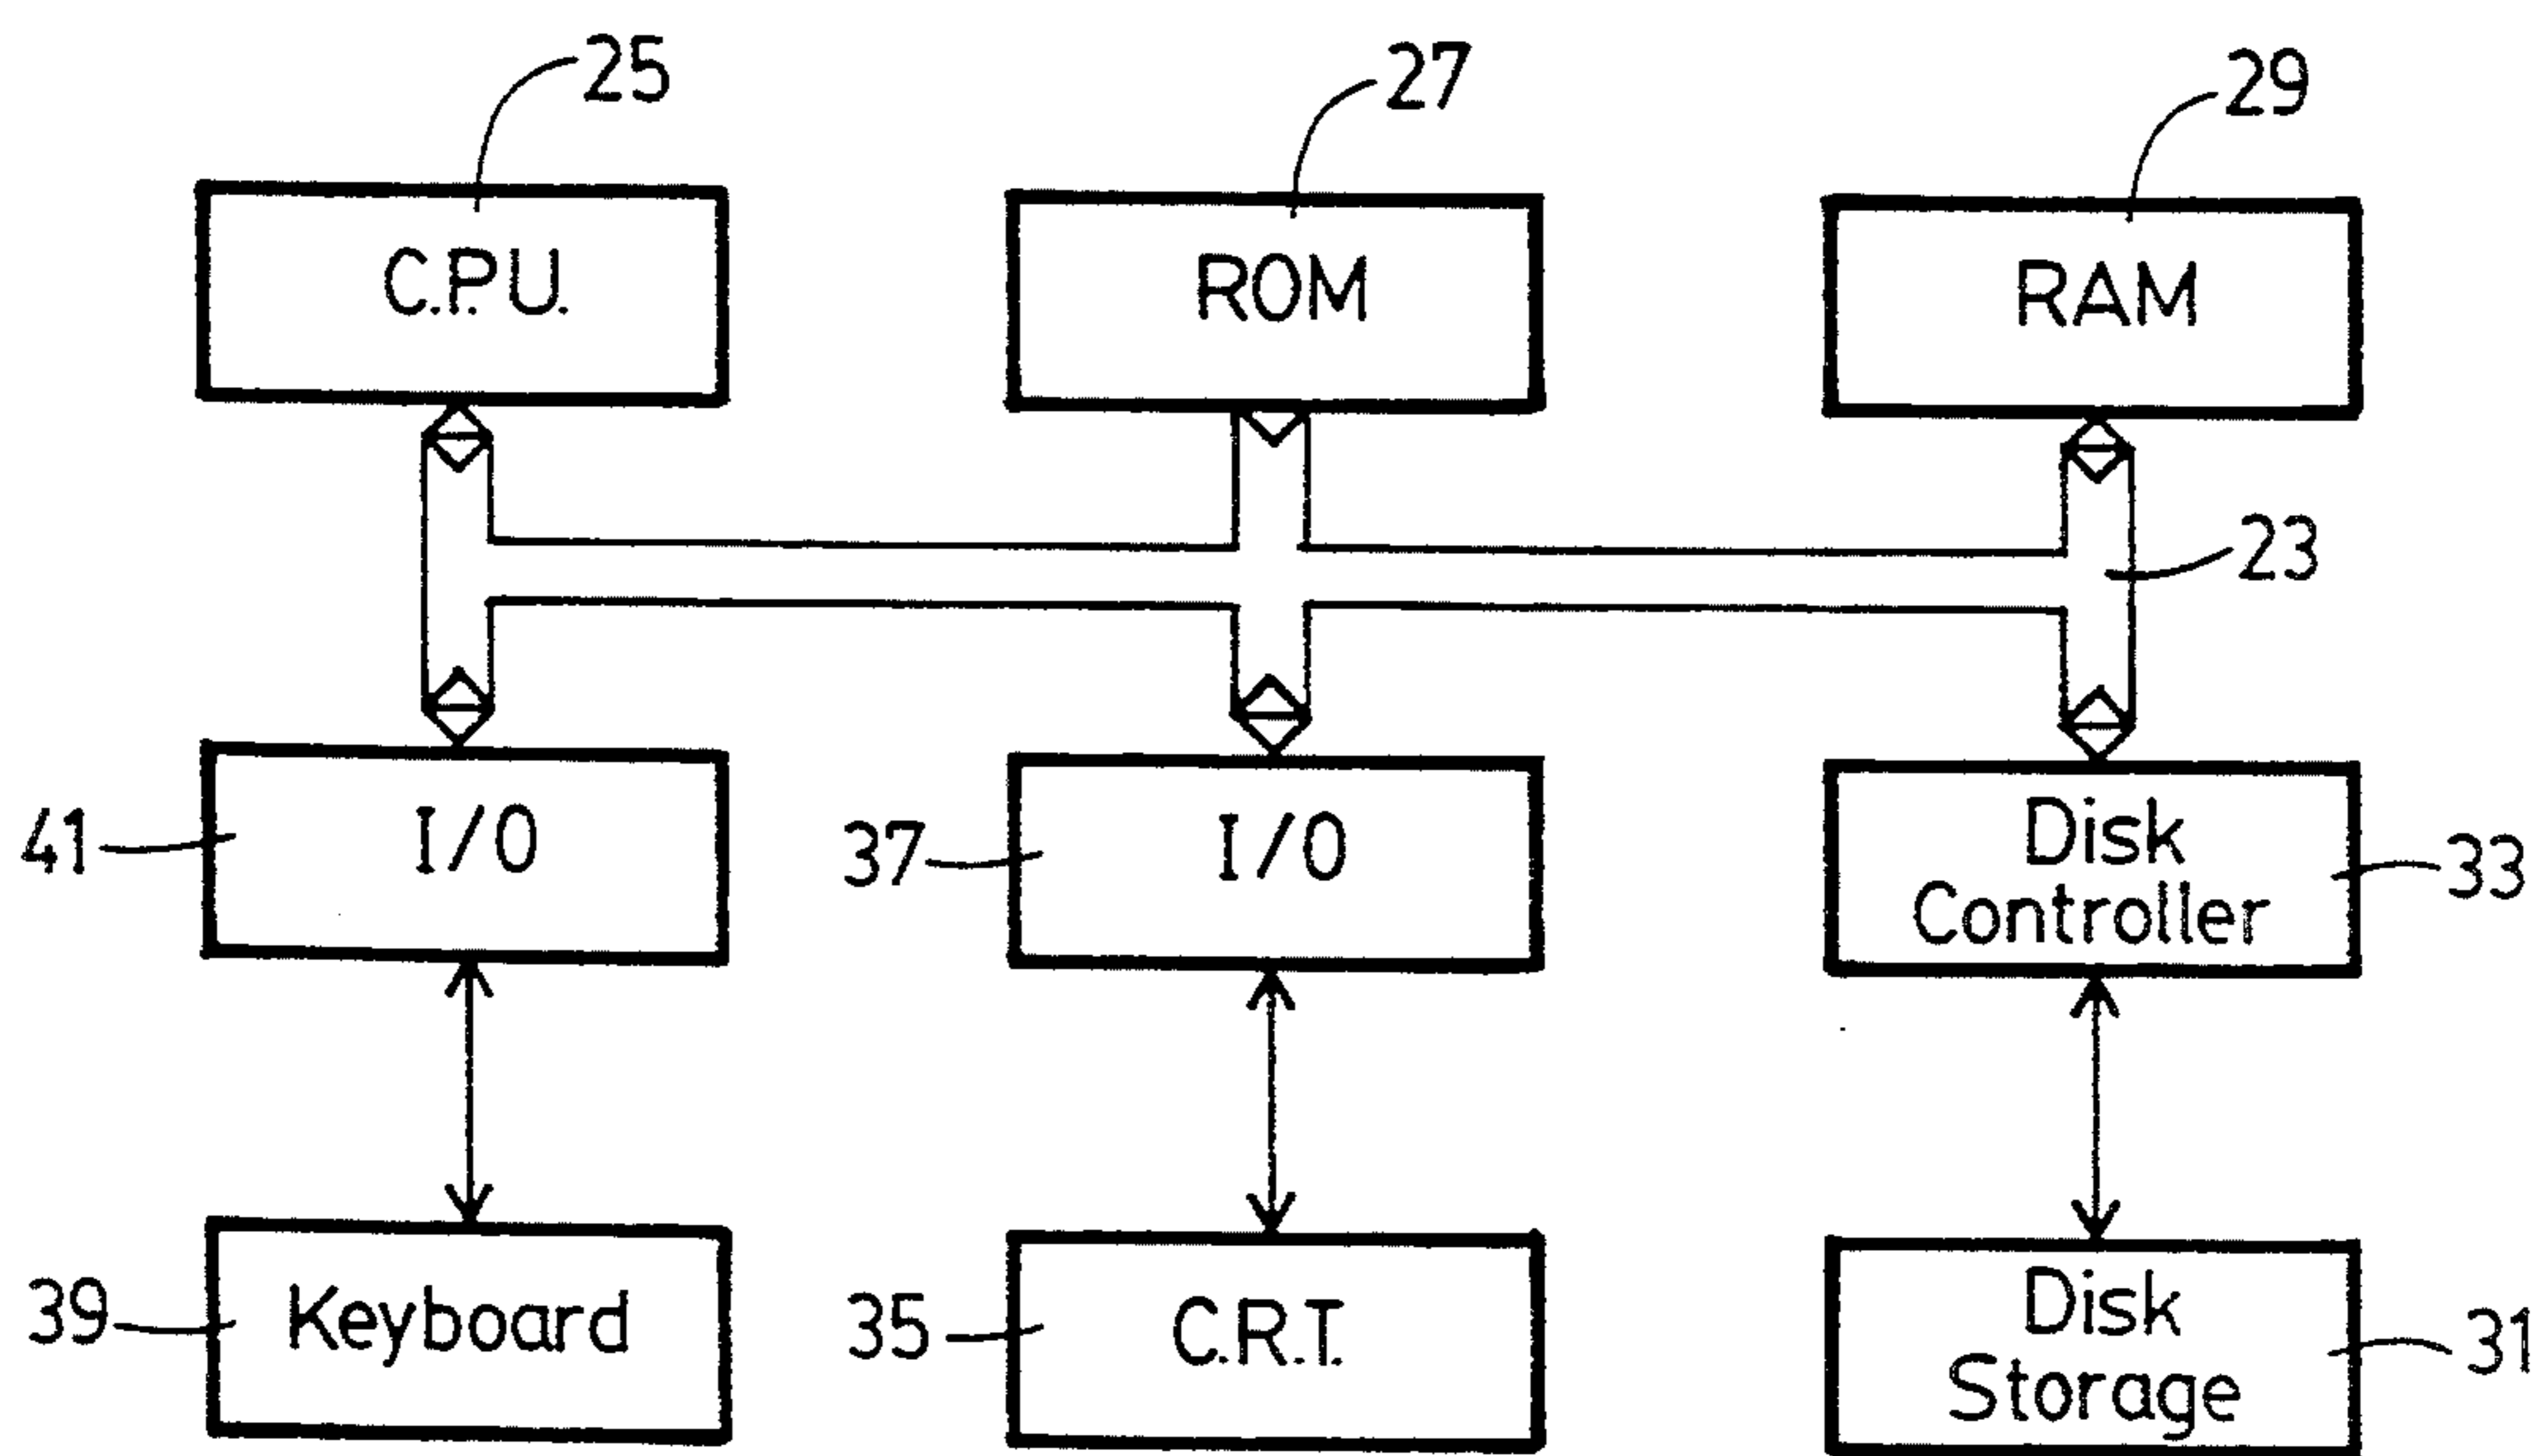 25
27
29
C.P.U.
ROM
RAM
23
41
I/O
37
I/O
Disk
Controller
33
39
Keyboard
35
C.R.T.
Disk
Storage
31